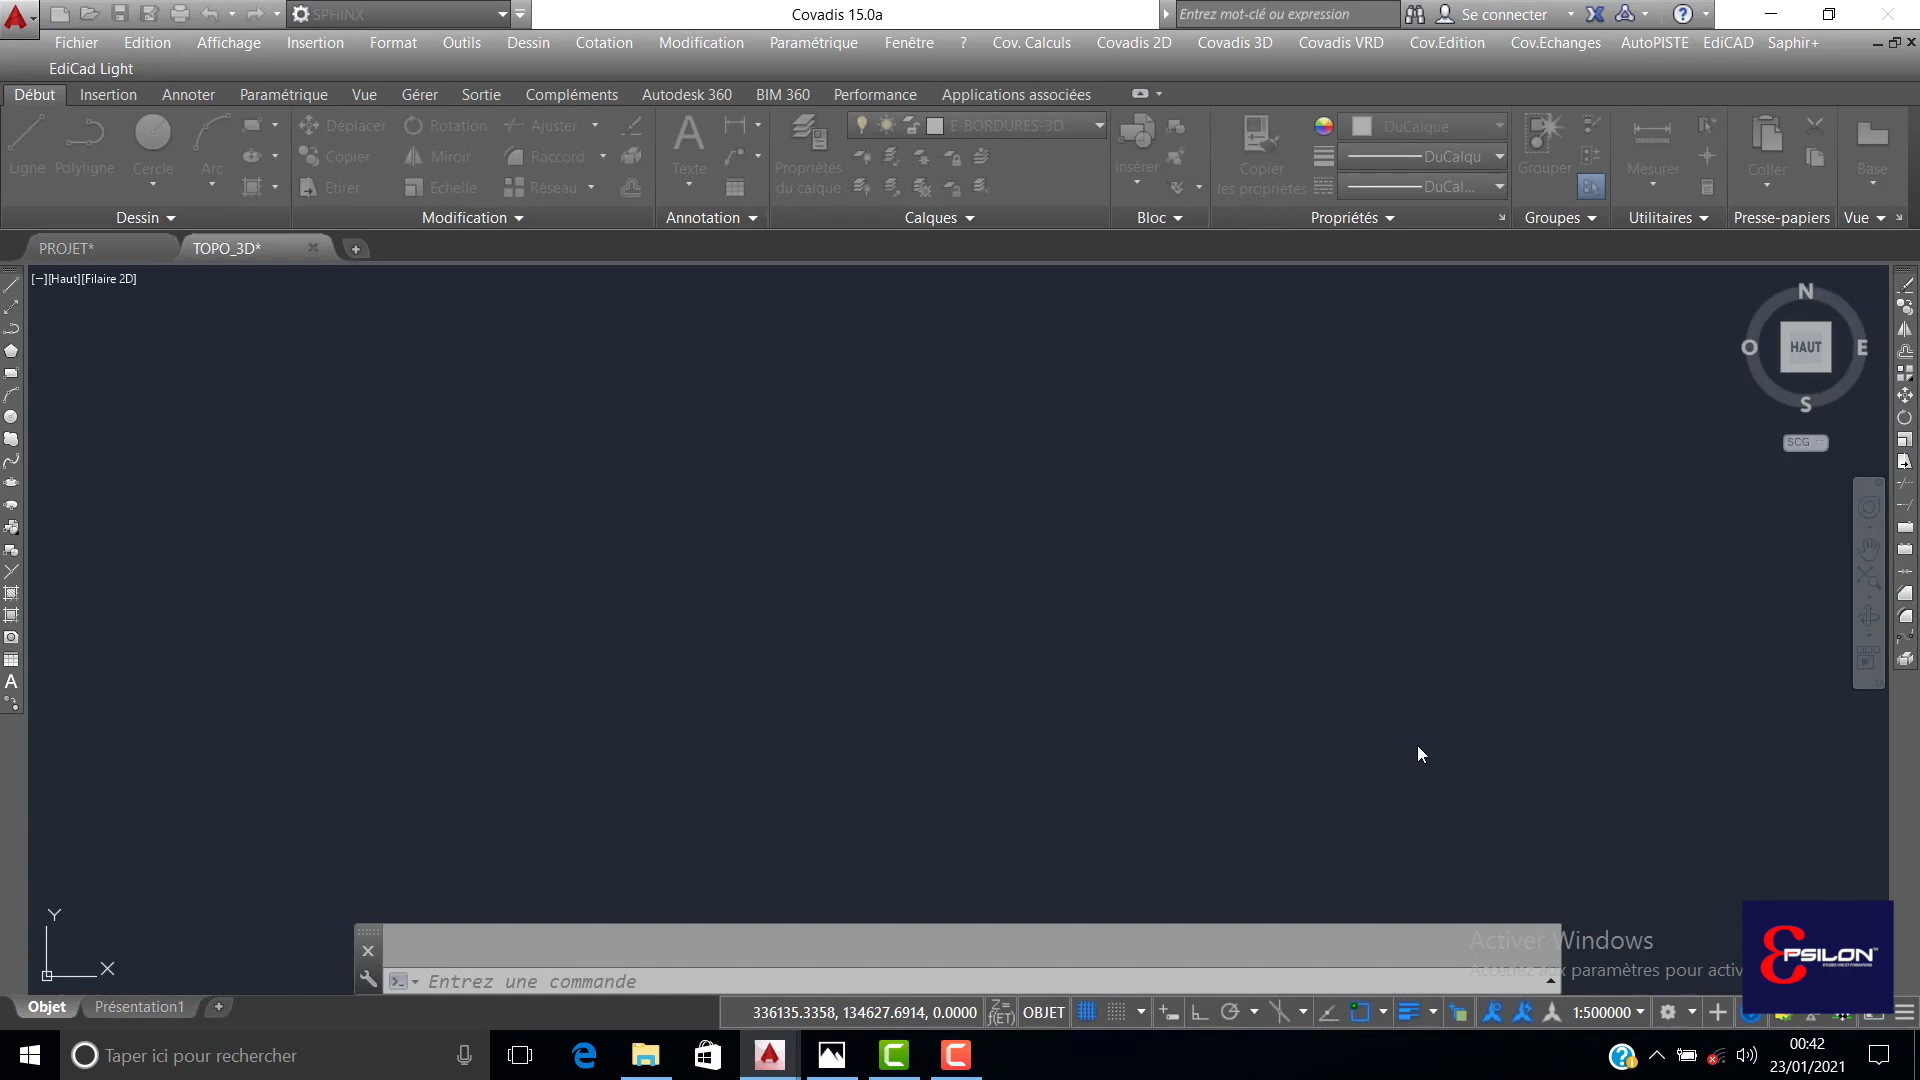 SPHINX
Covadis 15.0a
Entrez mot-clé ou expression
Se connecter
Fichier Edition Affichage Insertion Format Outils Dessin Cotation Modification Paramétrique Fenêtre ? Cov. Calculs Covadis 2D Covadis 3D Covadis VRD Cov.Edition Cov.Echanges AutoPISTE EdiCAD Saphir+
EdiCad Light
Début Insertion Annoter Paramétrique Vue Gérer Sortie Compléments Autodesk 360 BIM 360 Performance Applications associées
Déplacer Rotation Ajuster
E-BORDURES-3D
DuCalque
Copier Miroir Raccord
DuCalqu
Ligne Polyligne Cercle Arc
Texte
Propriétés
du calque
Insérer
Copier
les propriétés
Grouper
Mesurer
Coller
Base
Etirer Echelle Réseau
DuCal...
Dessin Modification Annotation Calques Bloc Propriétés Groupes Utilitaires Presse-papiers Vue
PROJET* TOPO_3D*
[−][Haut][Filaire 2D]
N
O HAUT E
S
SCG
Y
X
A
Activer Windows
Entrez une commande
paramètres pour activ
EPSILON™
Objet Présentation1
336135.3358, 134627.6914, 0.0000
Z=
f(ET)
OBJET
1:500000
Taper ici pour rechercher
00:42
23/01/2021